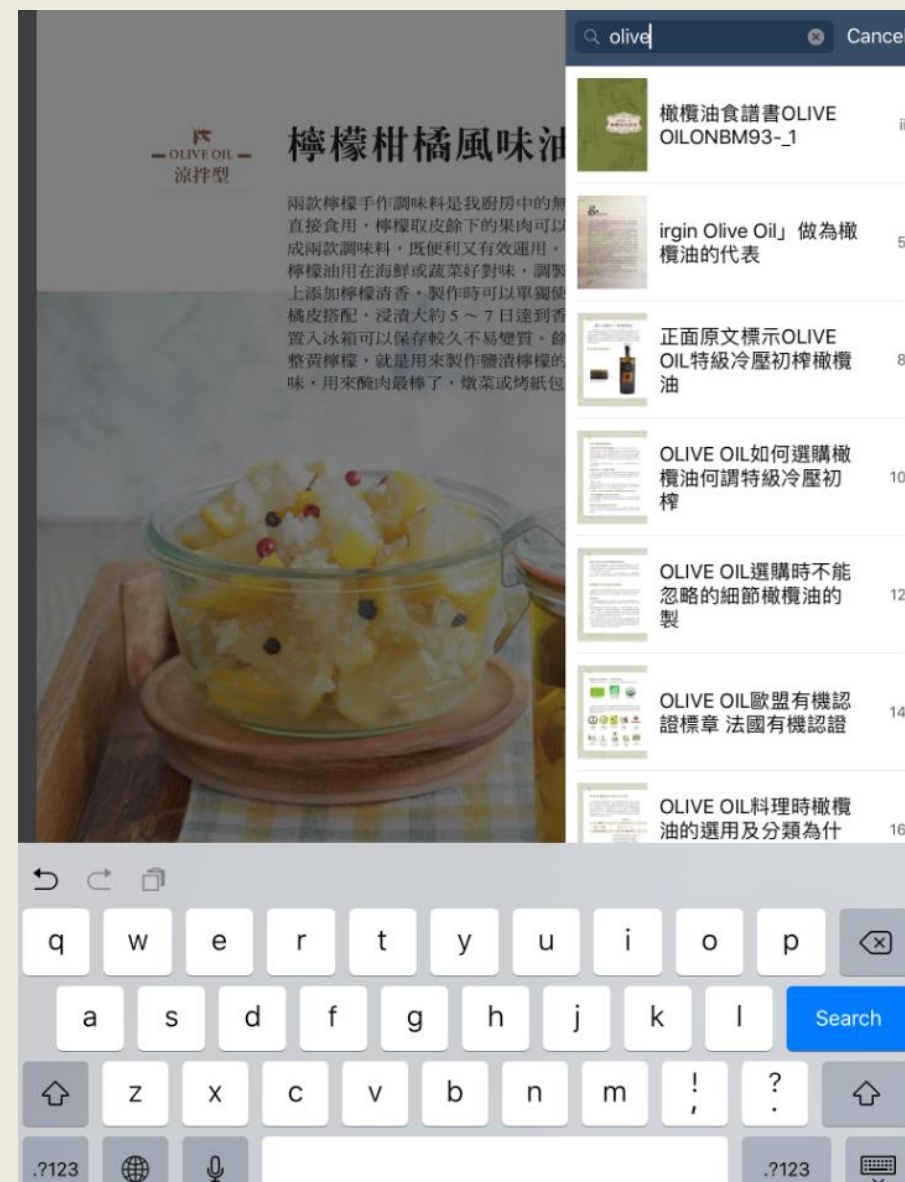 olive
Cancel
橄欖油食譜書OLIVE
OILONBM93-_1
ii
irgin Olive Oil」做為橄
欖油的代表
5
正面原文標示OLIVE
OIL特級冷壓初榨橄欖
油
8
OLIVE OIL如何選購橄
欖油何謂特級冷壓初
榨
10
OLIVE OIL選購時不能
忽略的細節橄欖油的
製
12
OLIVE OIL歐盟有機認
證標章 法國有機認證
14
OLIVE OIL料理時橄欖
油的選用及分類為什
16
OLIVE OIL
涼拌型
檸檬柑橘風味油
兩款檸檬手作調味料是我廚房中的無
直接食用，檸檬取皮餘下的果肉可以
成兩款調味料，既便利又有效運用。
檸檬油用在海鮮或蔬菜好對味，調製
上添加檸檬清香，製作時可以單獨使
橘皮搭配，浸漬大約 5 ～ 7 日達到香
置入冰箱可以保存較久不易變質。餘
整黃檸檬，就是用來製作鹽漬檸檬的
味，用來醃肉最棒了，燉菜或烤紙包
q w e r t y u i o p
a s d f g h j k l Search
z x c v b n m ! , ? .
.?123 .?123